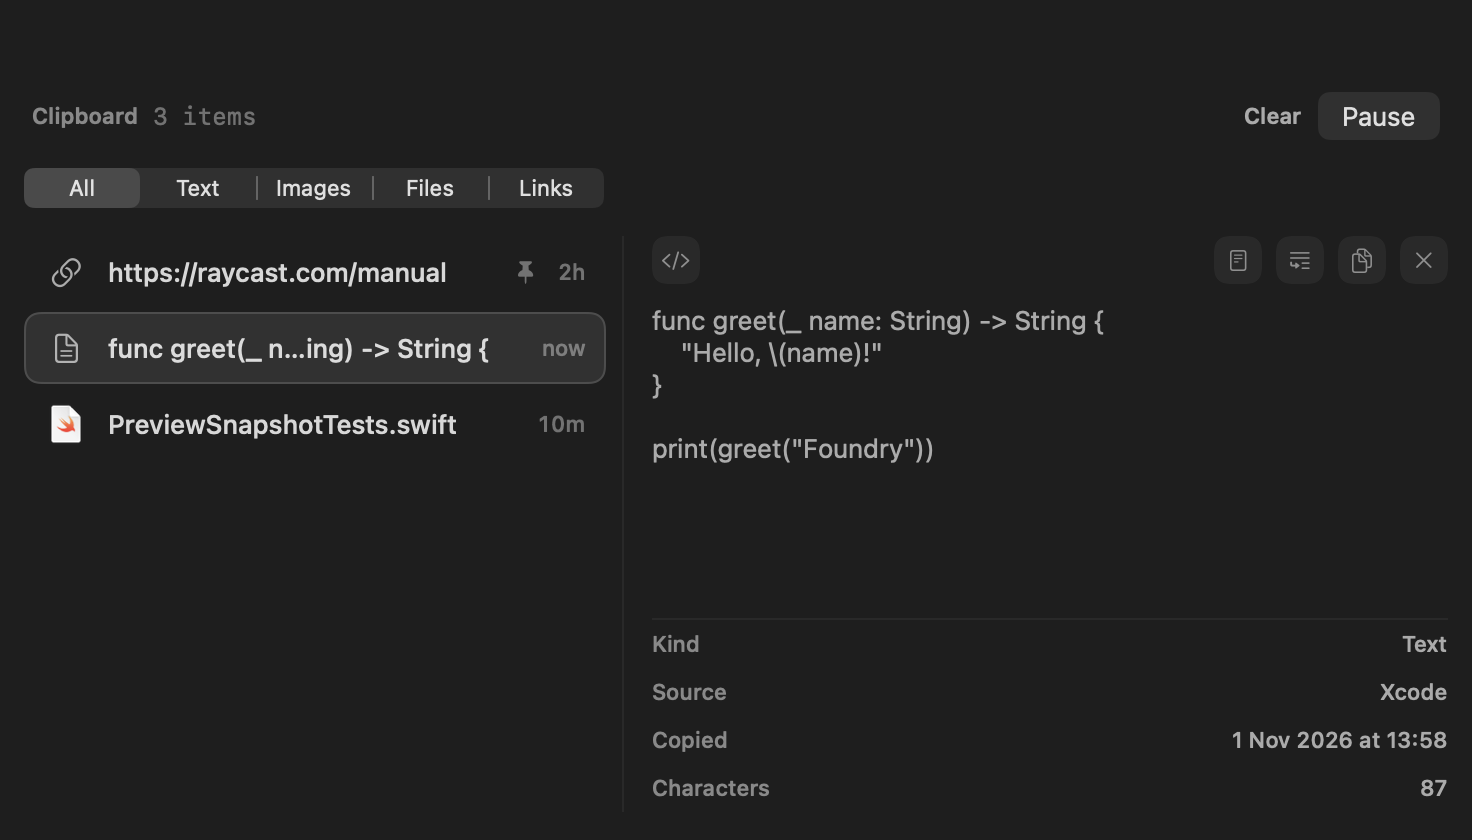 Clipboard 3 items
Clear Pause
All Text Images Files Links
https://raycast.com/manual 2h
func greet(_ n...ing) -> String { now
PreviewSnapshotTests.swift 10m
</>
func greet(_ name: String) -> String {
    "Hello, \(name)!"
}
print(greet("Foundry"))
Kind Text
Source Xcode
Copied 1 Nov 2026 at 13:58
Characters 87